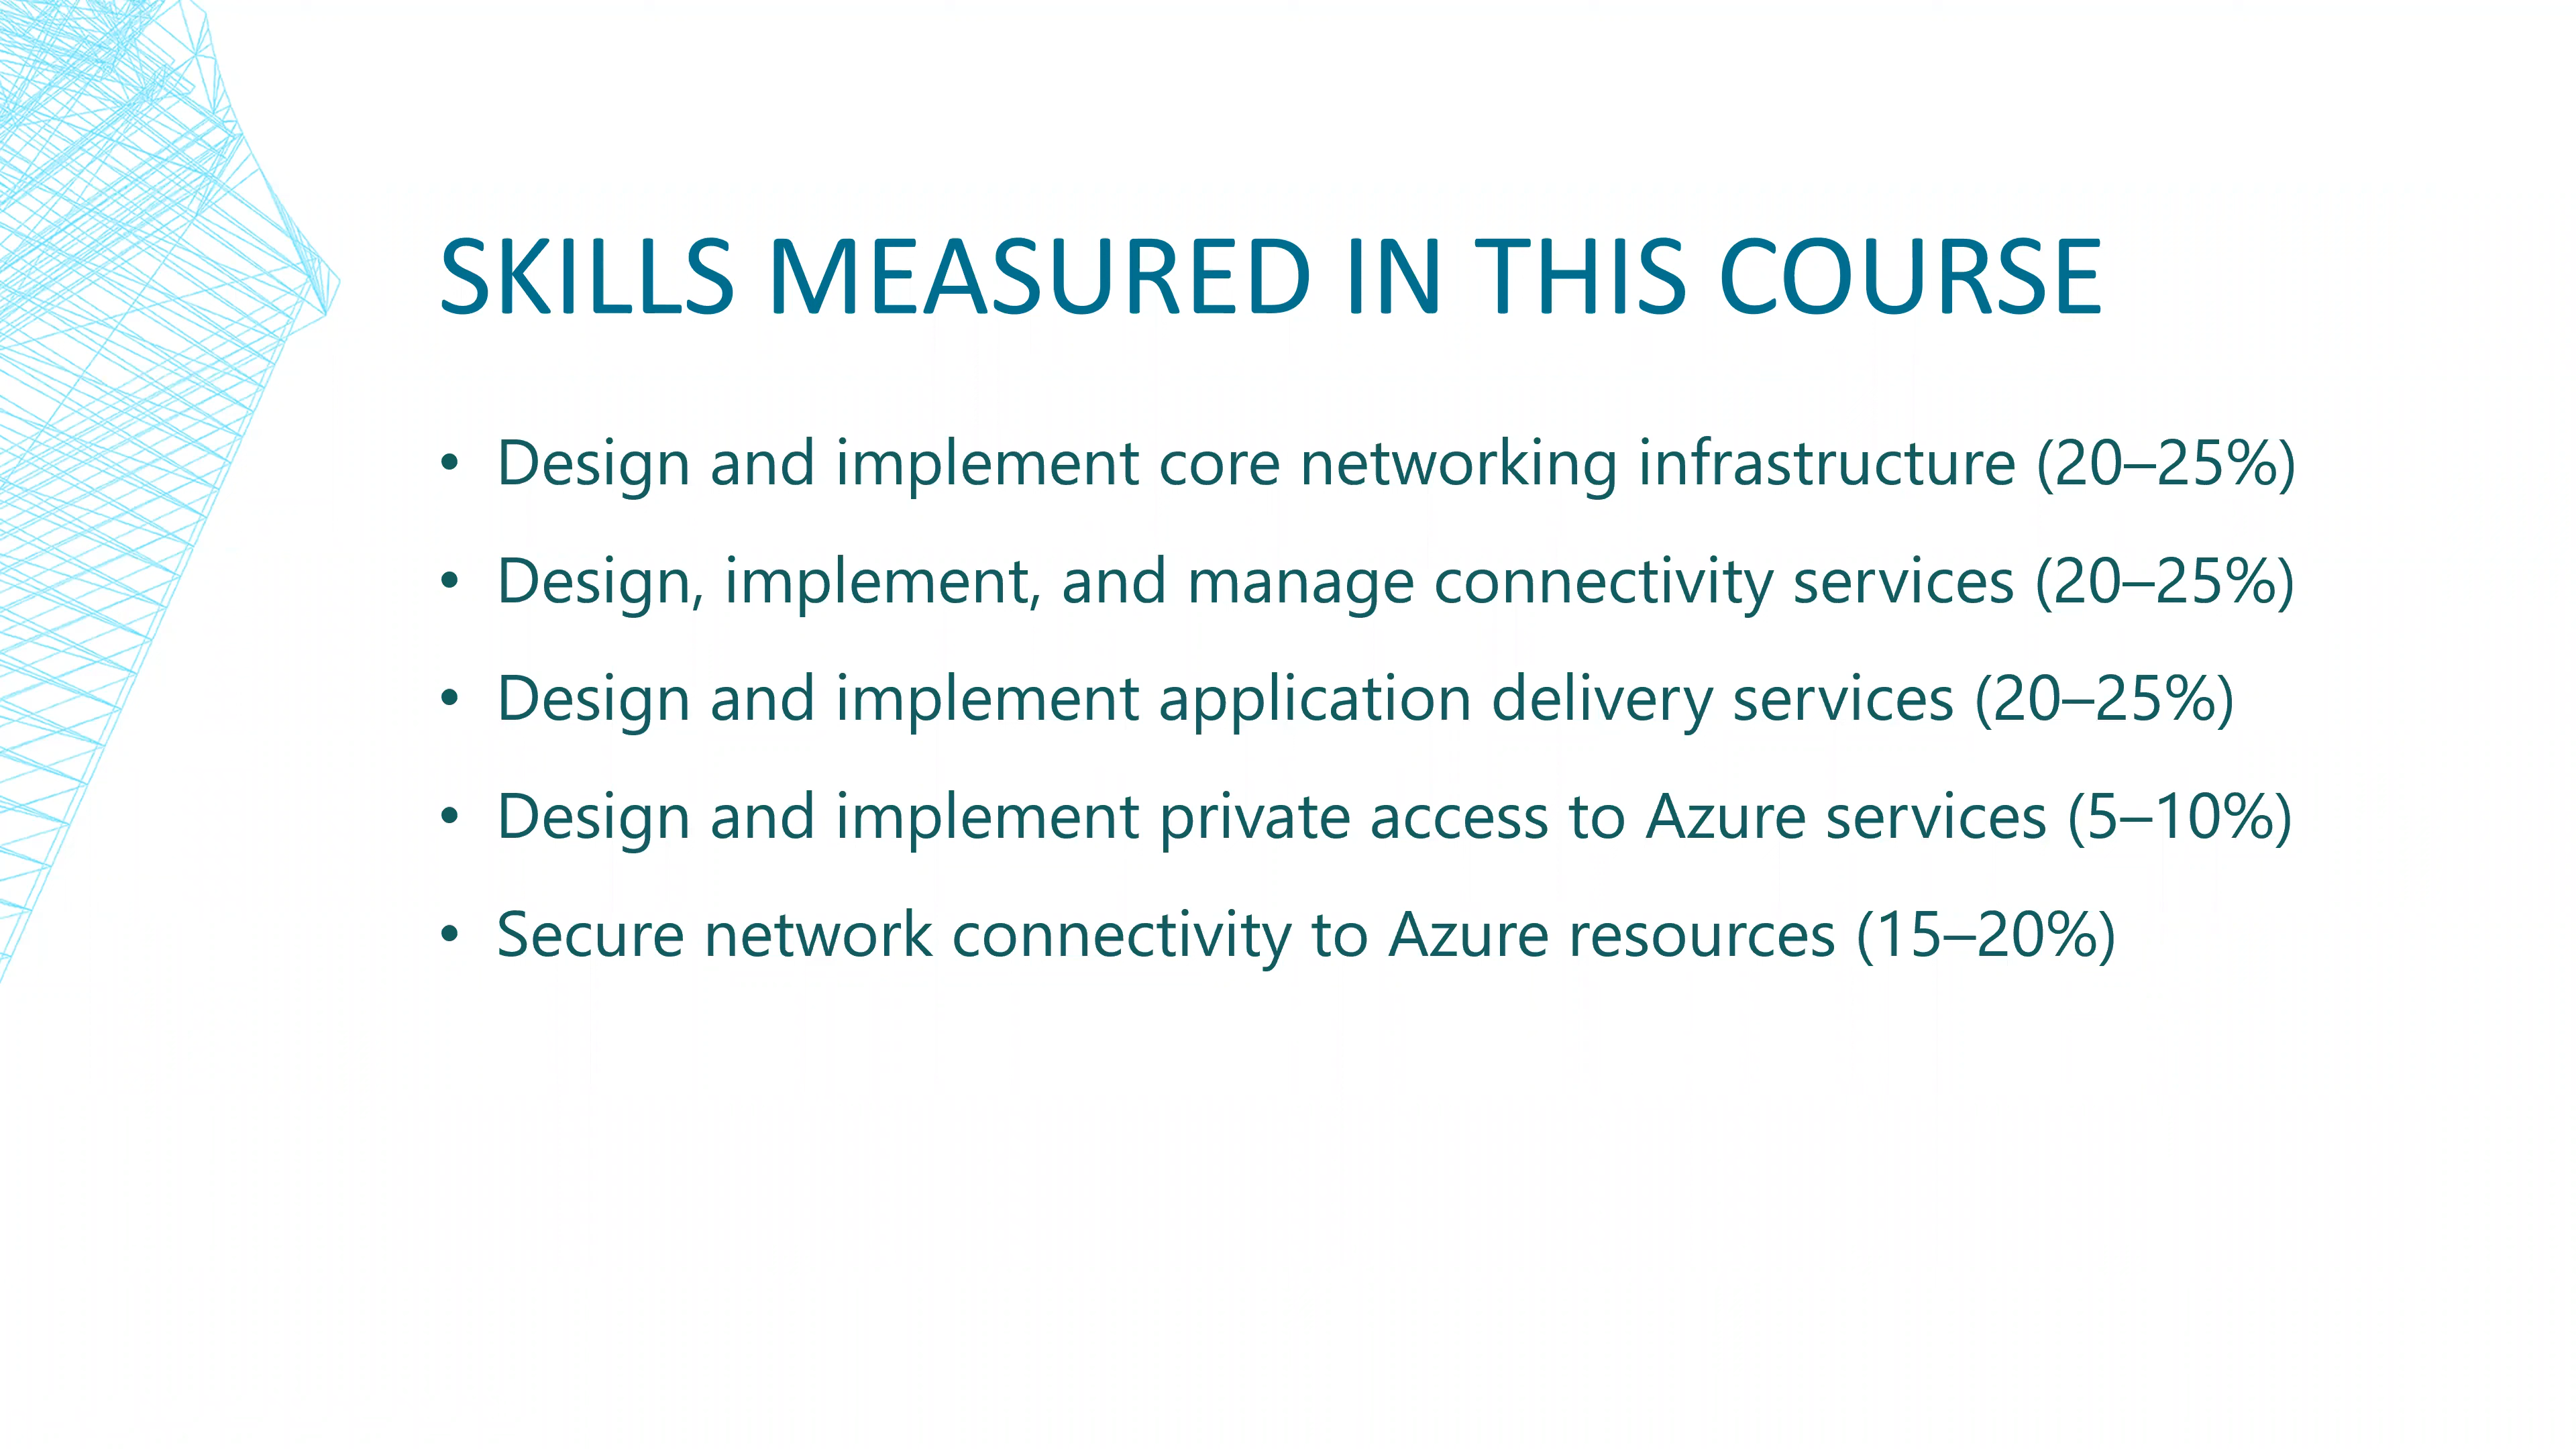 SKILLS MEASURED IN THIS COURSE
• Design and implement core networking infrastructure (20–25%)
• Design, implement, and manage connectivity services (20–25%)
• Design and implement application delivery services (20–25%)
• Design and implement private access to Azure services (5–10%)
• Secure network connectivity to Azure resources (15–20%)